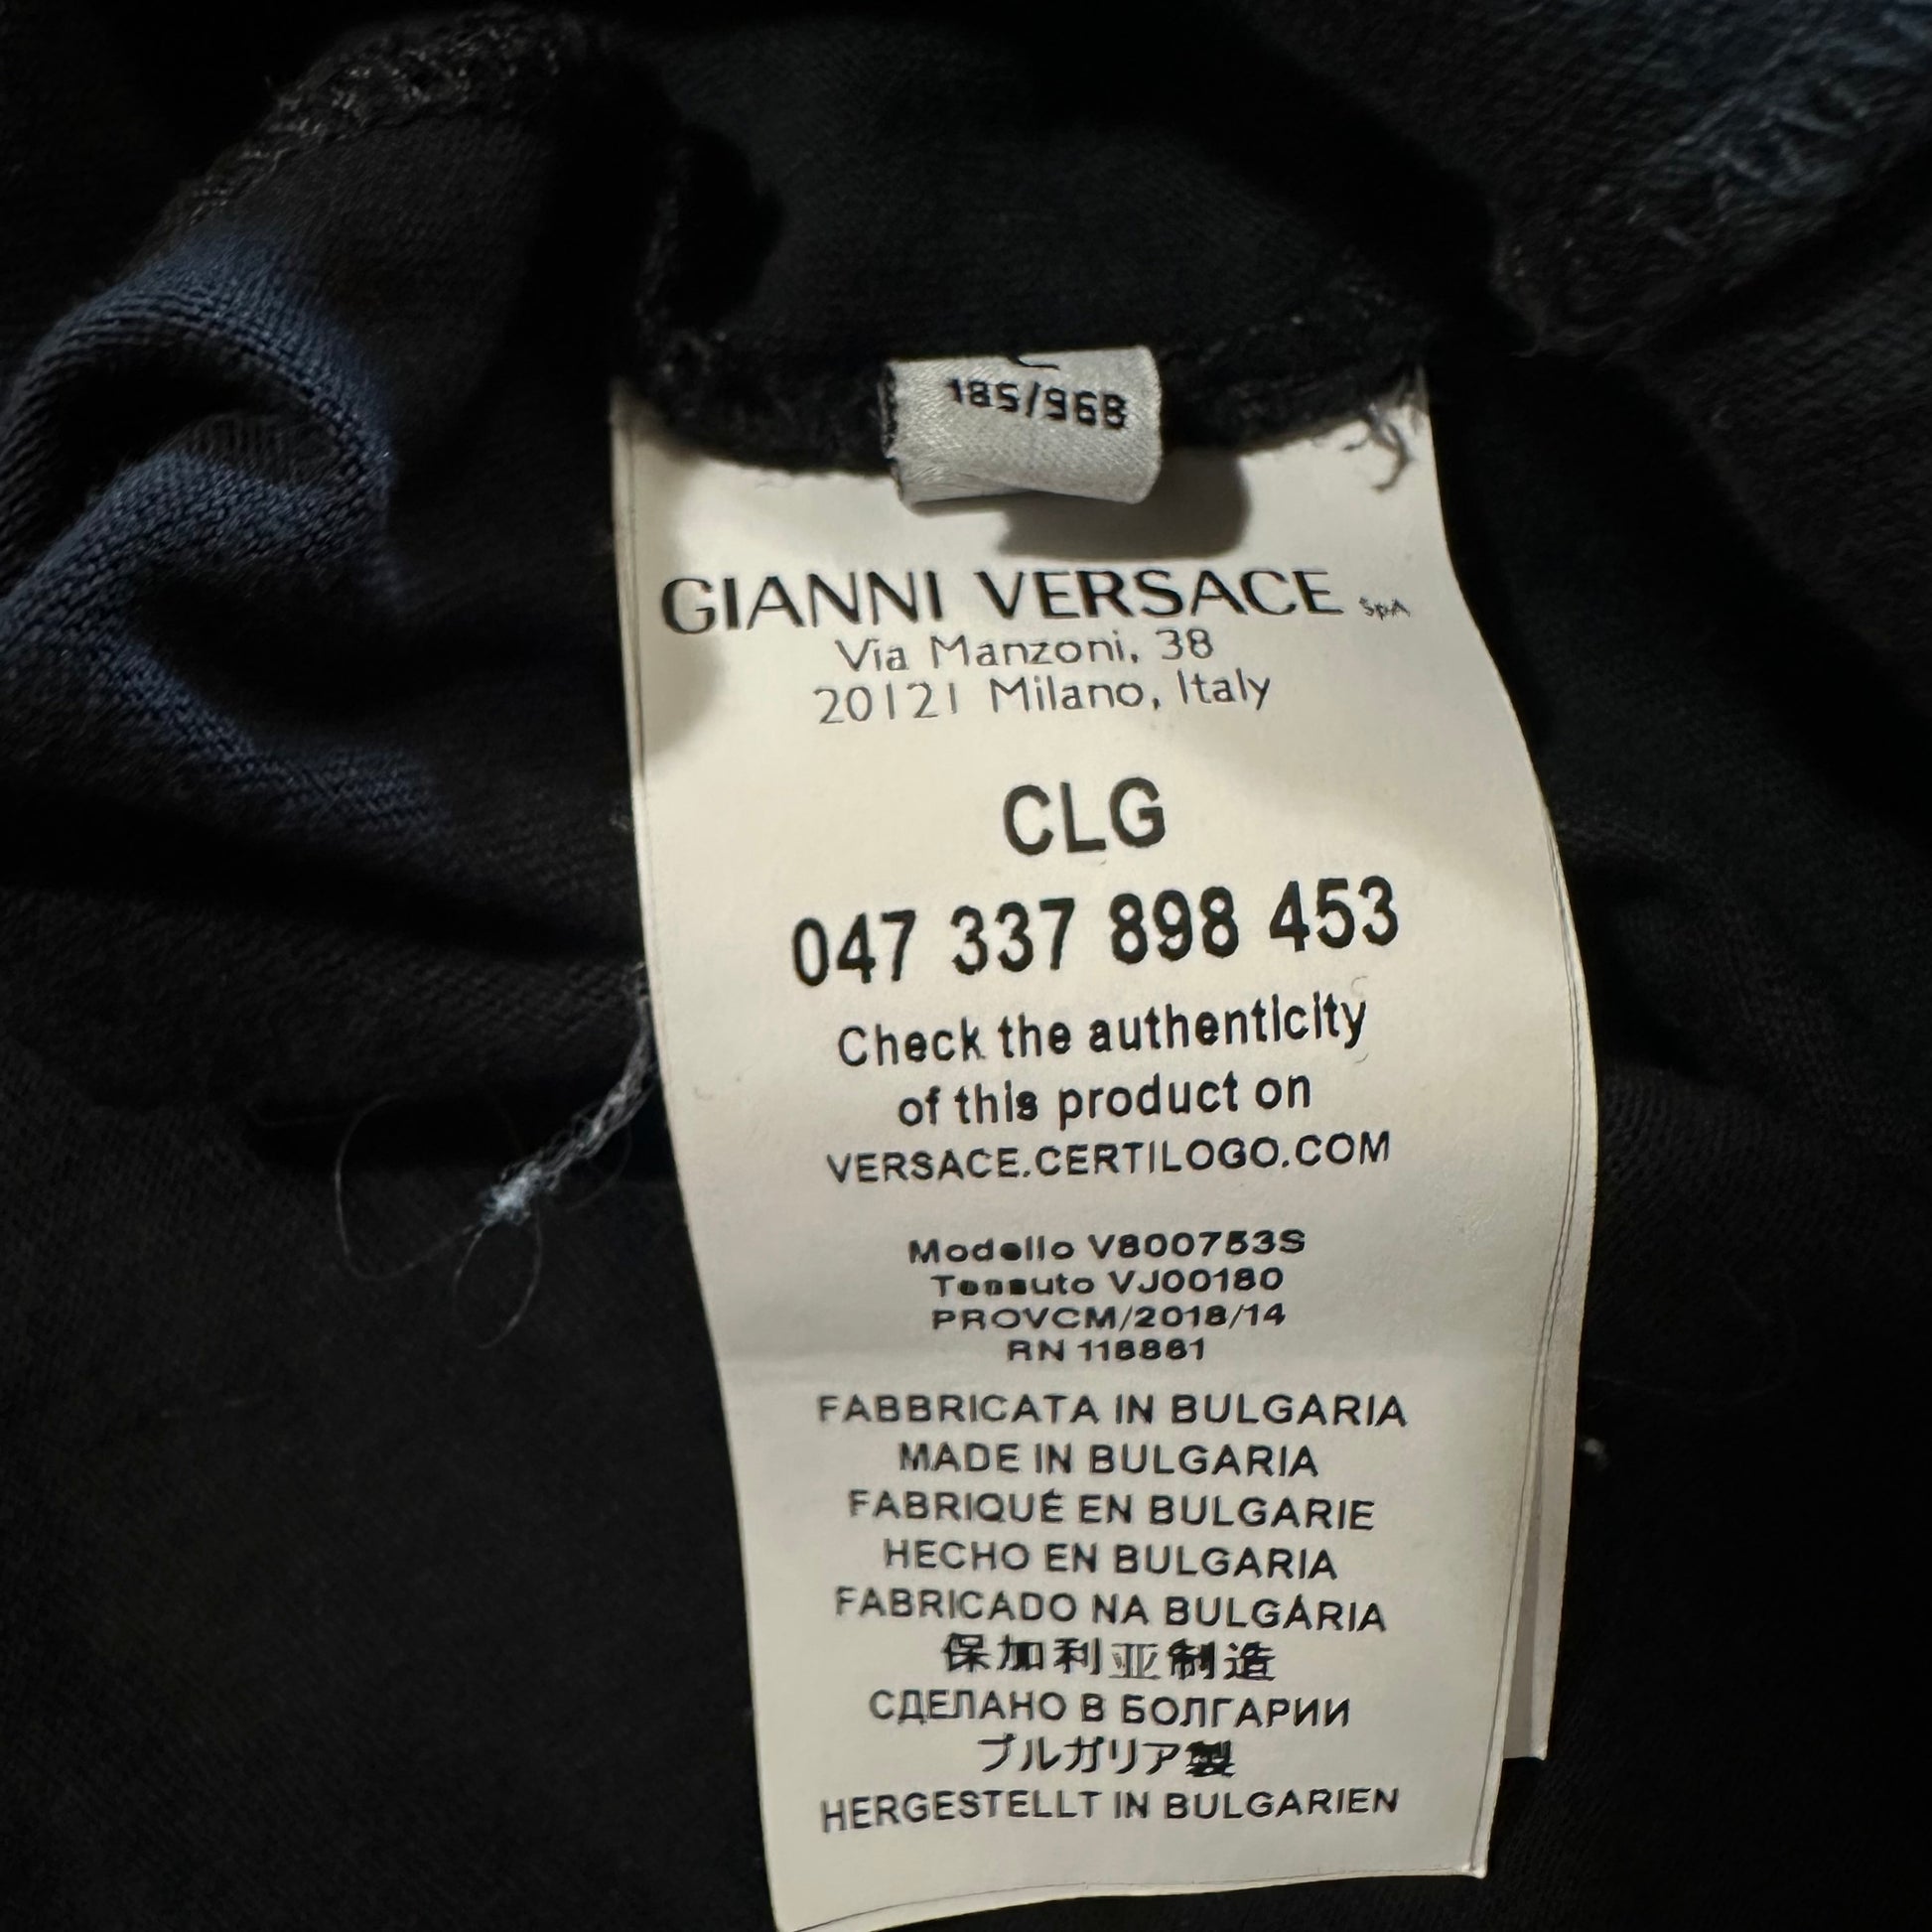 185/96B
GIANNI VERSACE SpA
Via Manzoni, 38
20121 Milano, Italy
CLG
047 337 898 453
Check the authenticity
of this product on
VERSACE.CERTILOGO.COM
Modello V800753S
Tessuto VJ00180
PROVCM/2018/14
RN 118881
FABBRICATA IN BULGARIA
MADE IN BULGARIA
FABRIQUÉ EN BULGARIE
HECHO EN BULGARIA
FABRICADO NA BULGÁRIA
保加利亚制造
СДЕЛАНО В БОЛГАРИИ
ブルガリア製
HERGESTELLT IN BULGARIEN